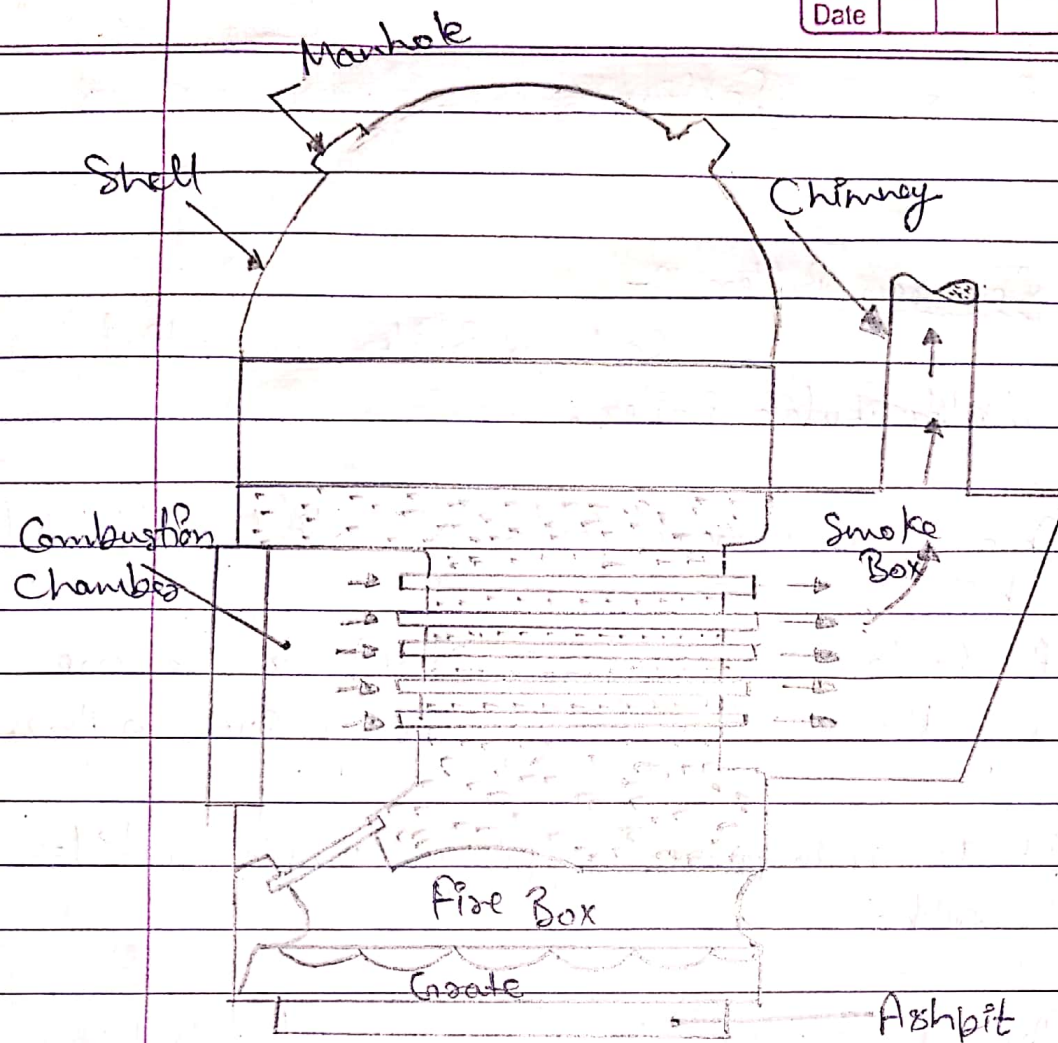 Date
Manhole
Shell
Chimney
Combustion
Chamber
Smoke
Box
Fire Box
Grate
Ashpit